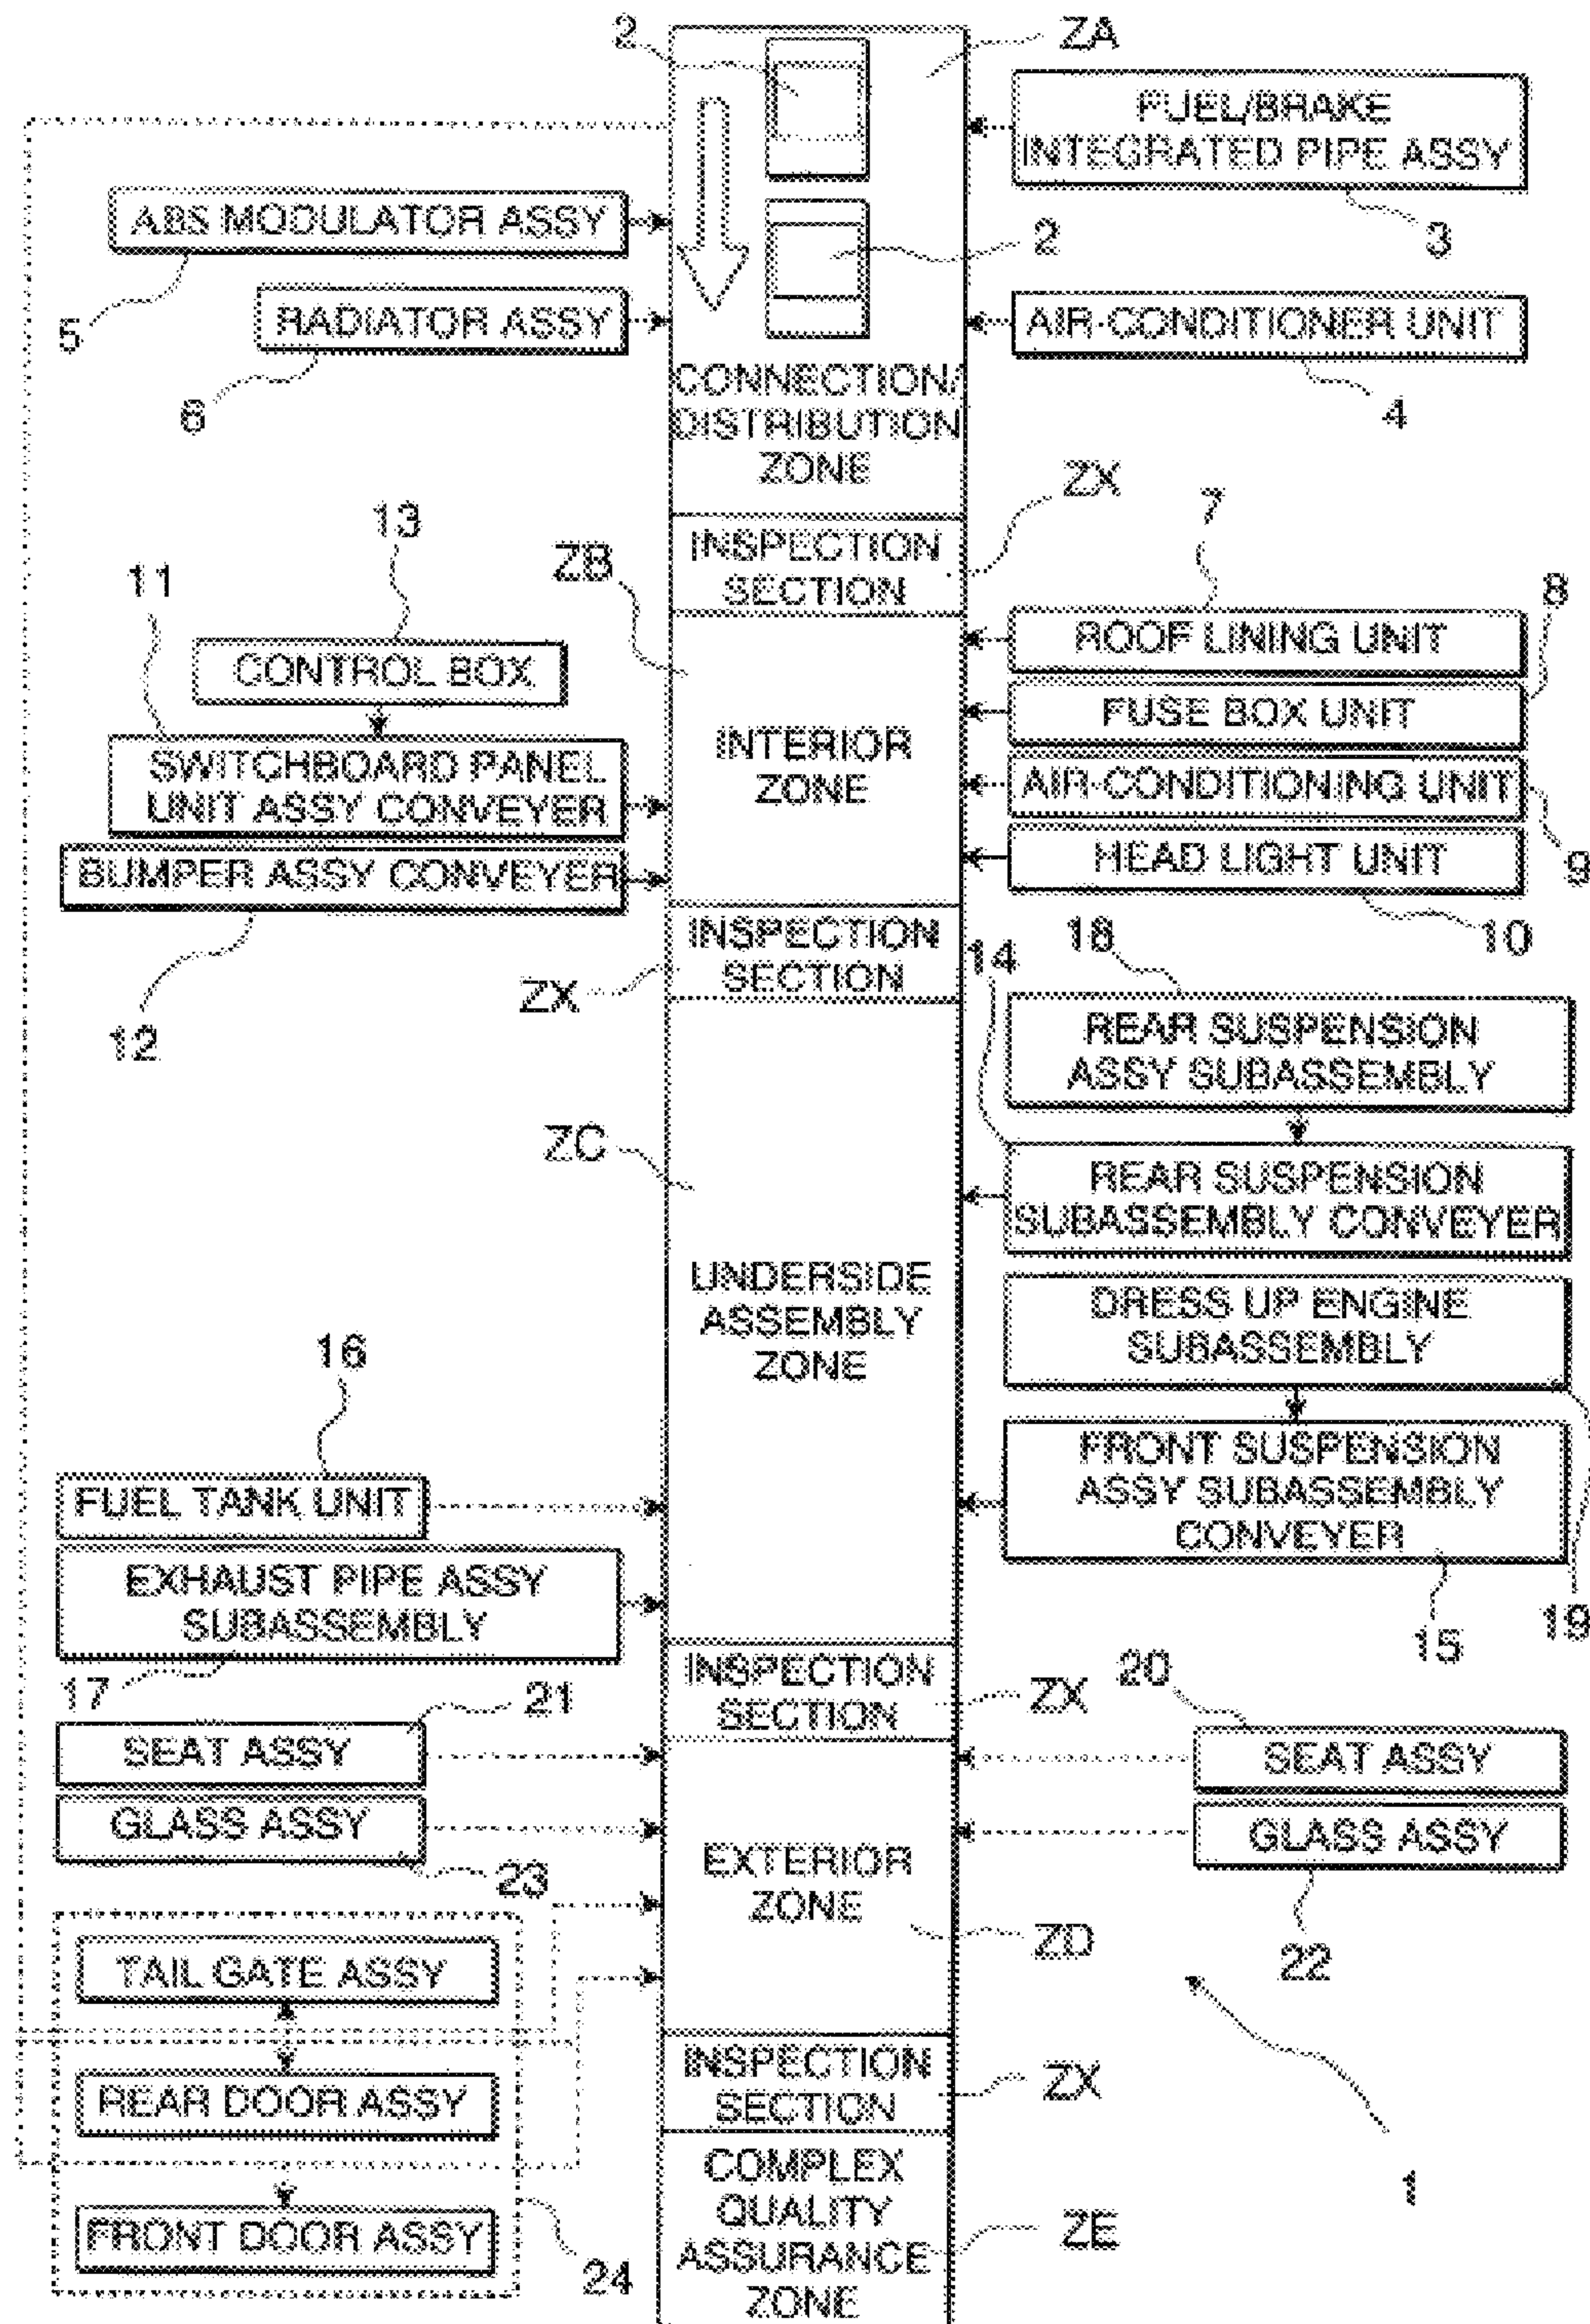 2
ZA
FUEL/BRAKE
INTEGRATED PIPE ASSY
3
ABS MODULATOR ASSY
5
2
RADIATOR ASSY
6
AIR-CONDITIONER UNIT
4
CONNECTION/
DISTRIBUTION
ZONE
INSPECTION
SECTION
ZX
13
ZB
11
CONTROL BOX
SWITCHBOARD PANEL
UNIT ASSY CONVEYER
BUMPER ASSY CONVEYER
12
INTERIOR
ZONE
7
8
ROOF LINING UNIT
FUSE BOX UNIT
AIR-CONDITIONING UNIT
9
HEAD LIGHT UNIT
10
INSPECTION
SECTION
ZX
14
18
REAR SUSPENSION
ASSY SUBASSEMBLY
ZC
REAR SUSPENSION
SUBASSEMBLY CONVEYER
UNDERSIDE
ASSEMBLY
ZONE
DRESS UP ENGINE
SUBASSEMBLY
19
16
FUEL TANK UNIT
FRONT SUSPENSION
ASSY SUBASSEMBLY
CONVEYER
15
EXHAUST PIPE ASSY
SUBASSEMBLY
17
INSPECTION
SECTION
ZX
21
SEAT ASSY
20
SEAT ASSY
GLASS ASSY
23
GLASS ASSY
22
EXTERIOR
ZONE
ZD
TAIL GATE ASSY
REAR DOOR ASSY
FRONT DOOR ASSY
24
INSPECTION
SECTION
ZX
1
COMPLEX
QUALITY
ASSURANCE
ZONE
ZE